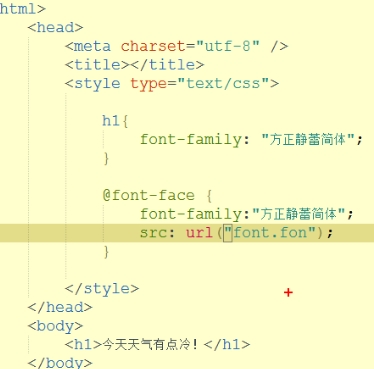 html>
<head>
<meta charset="utf-8" />
<title></title>
<style type="text/css">
h1{
font-family: "方正静蕾简体";
}
@font-face {
font-family:"方正静蕾简体";
src: url("font.fon");
}
</style>
</head>
<body>
<h1>今天天气有点冷! </h1>
</body>